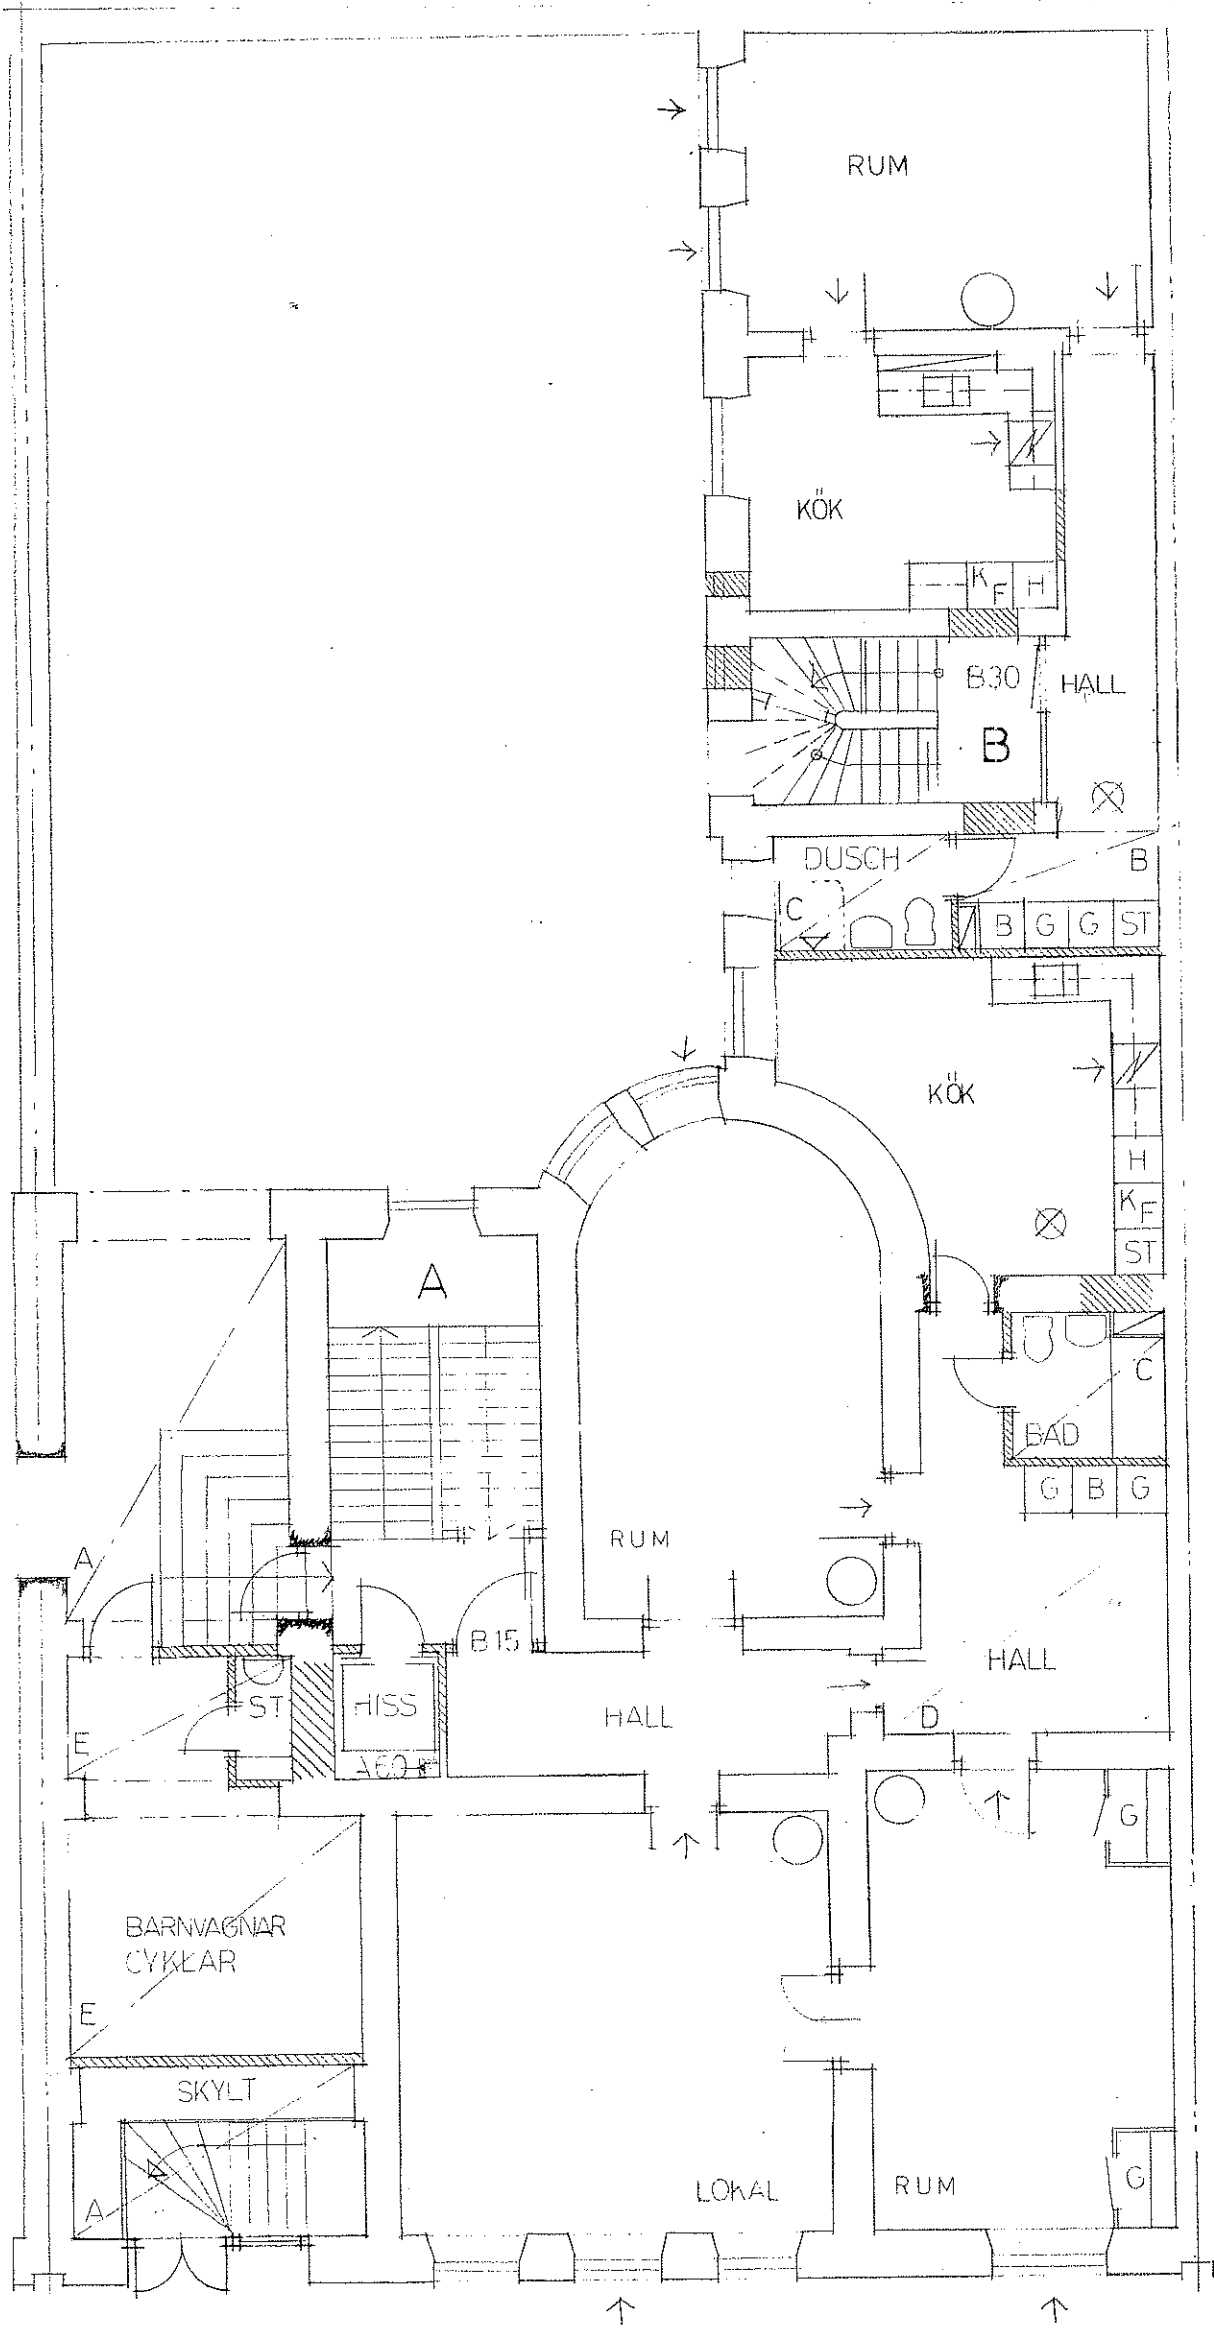 RUM
KÖK
K F H
B30
HALL
B
DUSCH
B
C
B G G ST
KÖK
H
K F
ST
A
C
BAD
G B G
RUM
A
B15
HALL
ST
HISS
HALL
D
E
A60
G
BARNVAGNAR
CYKLAR
E
SKYLT
A
LOKAL
RUM
G